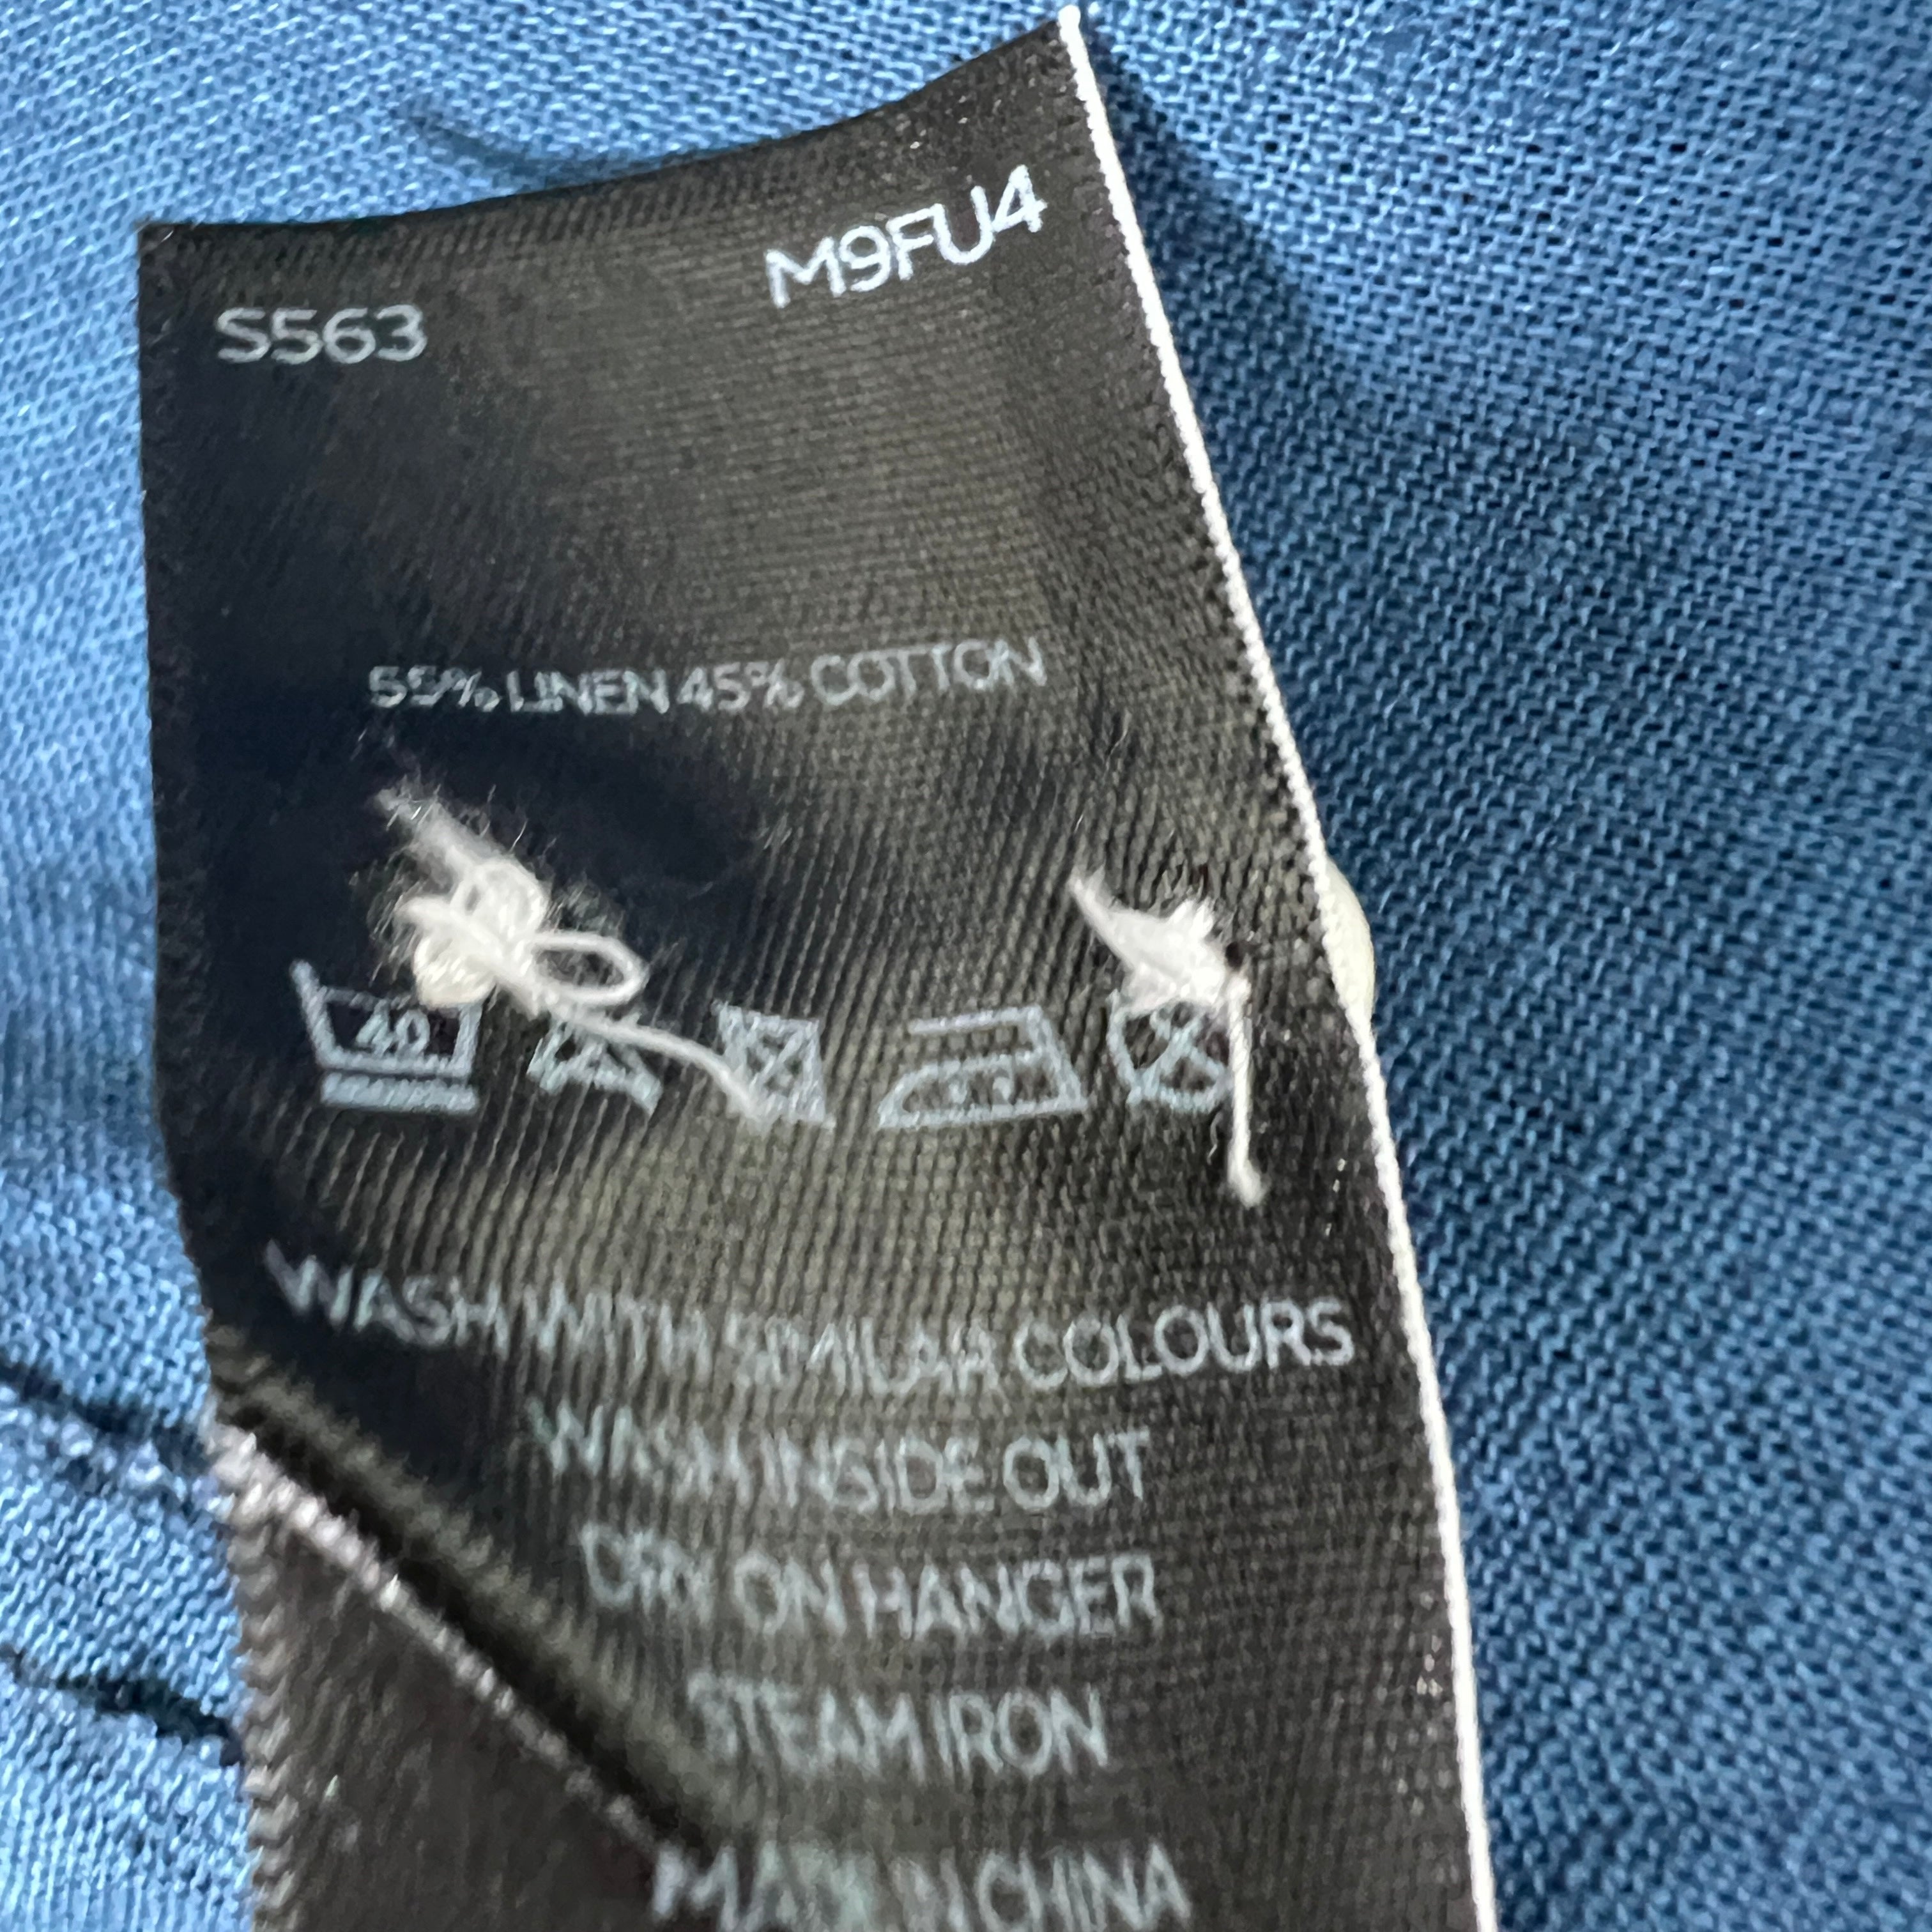 M9FU4
S563
55% LINEN 45% COTTON
40
WASH WITH SIMILAR COLOURS
WASH INSIDE OUT
DRY ON HANGER
STEAM IRON
MADE IN CHINA